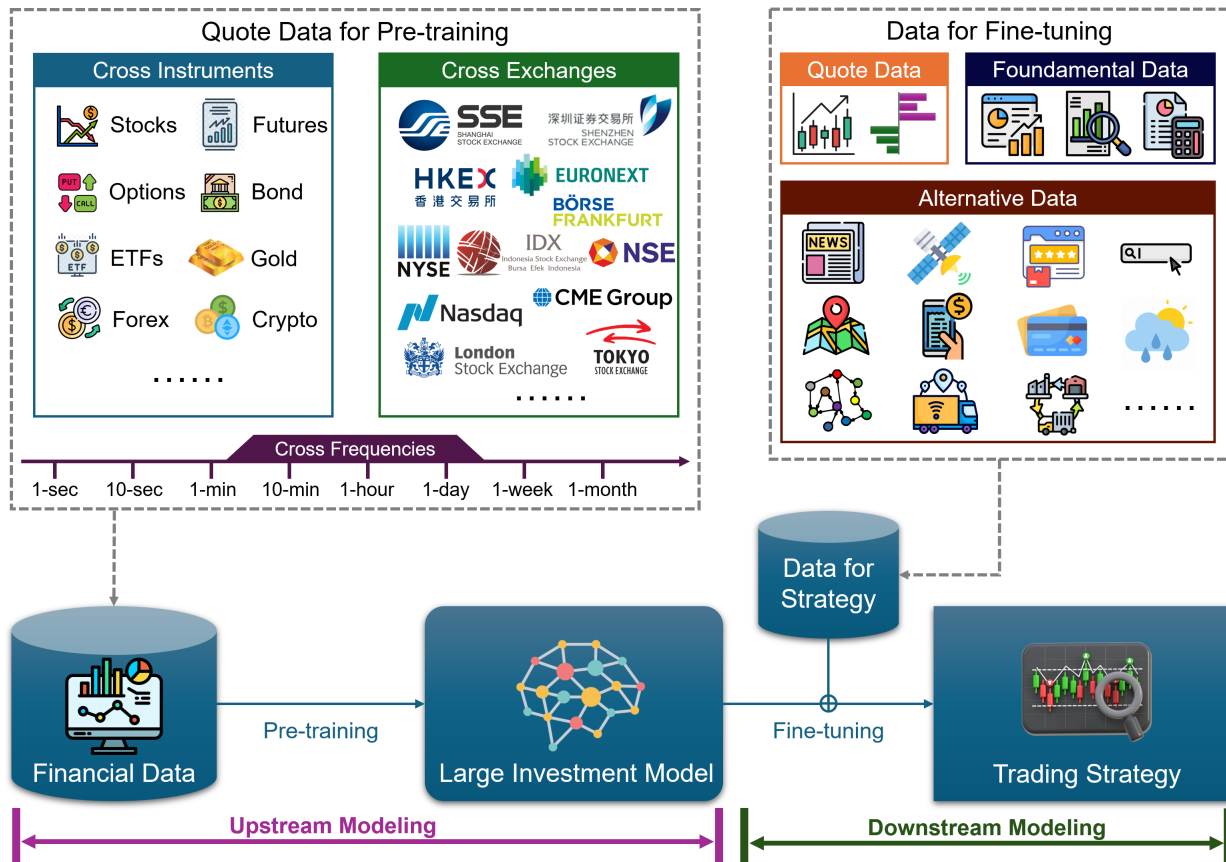 Quote Data for Pre-training
Cross Instruments
Stocks
Futures
PUT
CALL
Options
Bond
ETF
ETFs
Gold
Forex
Crypto
......
Cross Exchanges
SSE
SHANGHAI
STOCK EXCHANGE
深圳证券交易所
SHENZHEN
STOCK EXCHANGE
HKEX
香港交易所
EURONEXT
BÖRSE
FRANKFURT
NYSE
IDX
Indonesia Stock Exchange
Bursa Efek Indonesia
NSE
Nasdaq
CME Group
London
Stock Exchange
TOKYO
STOCK EXCHANGE
......
Cross Frequencies
1-sec
10-sec
1-min
10-min
1-hour
1-day
1-week
1-month
Data for Fine-tuning
Quote Data
Foundamental Data
Alternative Data
NEWS
......
Data for
Strategy
Financial Data
Pre-training
Large Investment Model
Fine-tuning
Trading Strategy
Upstream Modeling
Downstream Modeling